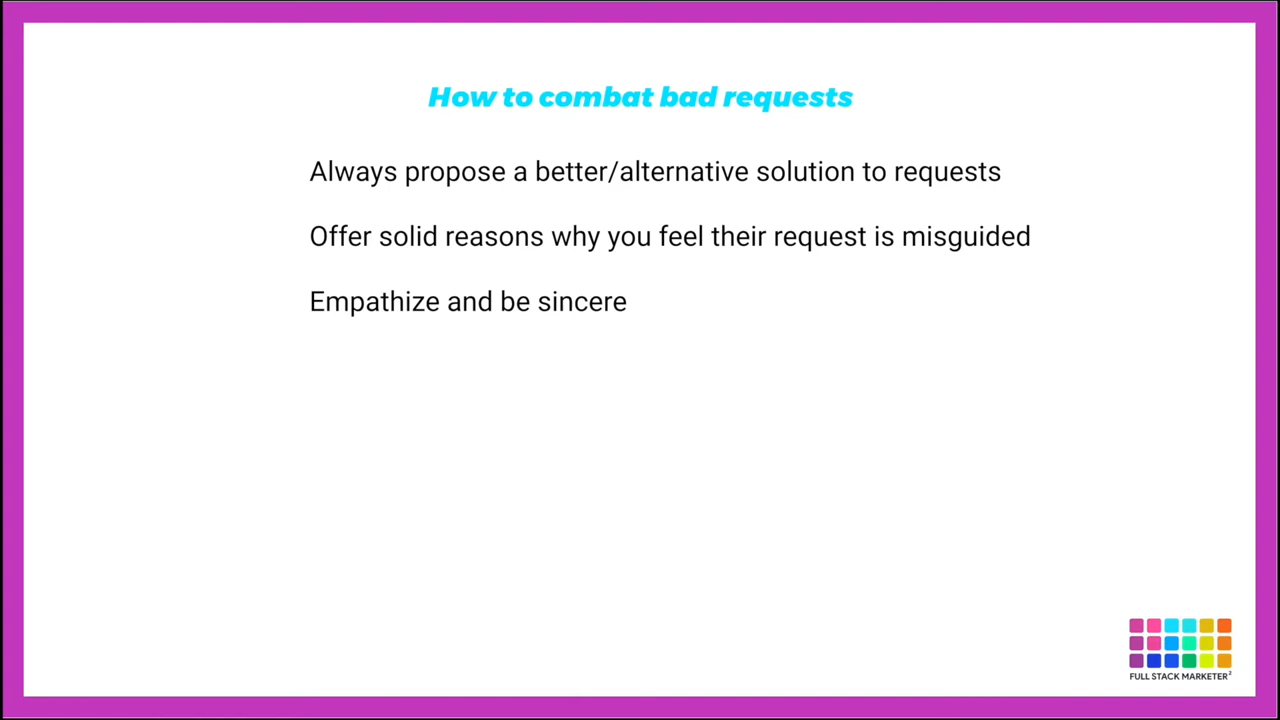 How to combat bad requests
Always propose a better/alternative solution to requests
Offer solid reasons why you feel their request is misguided
Empathize and be sincere
FULL STACK MARKETER²